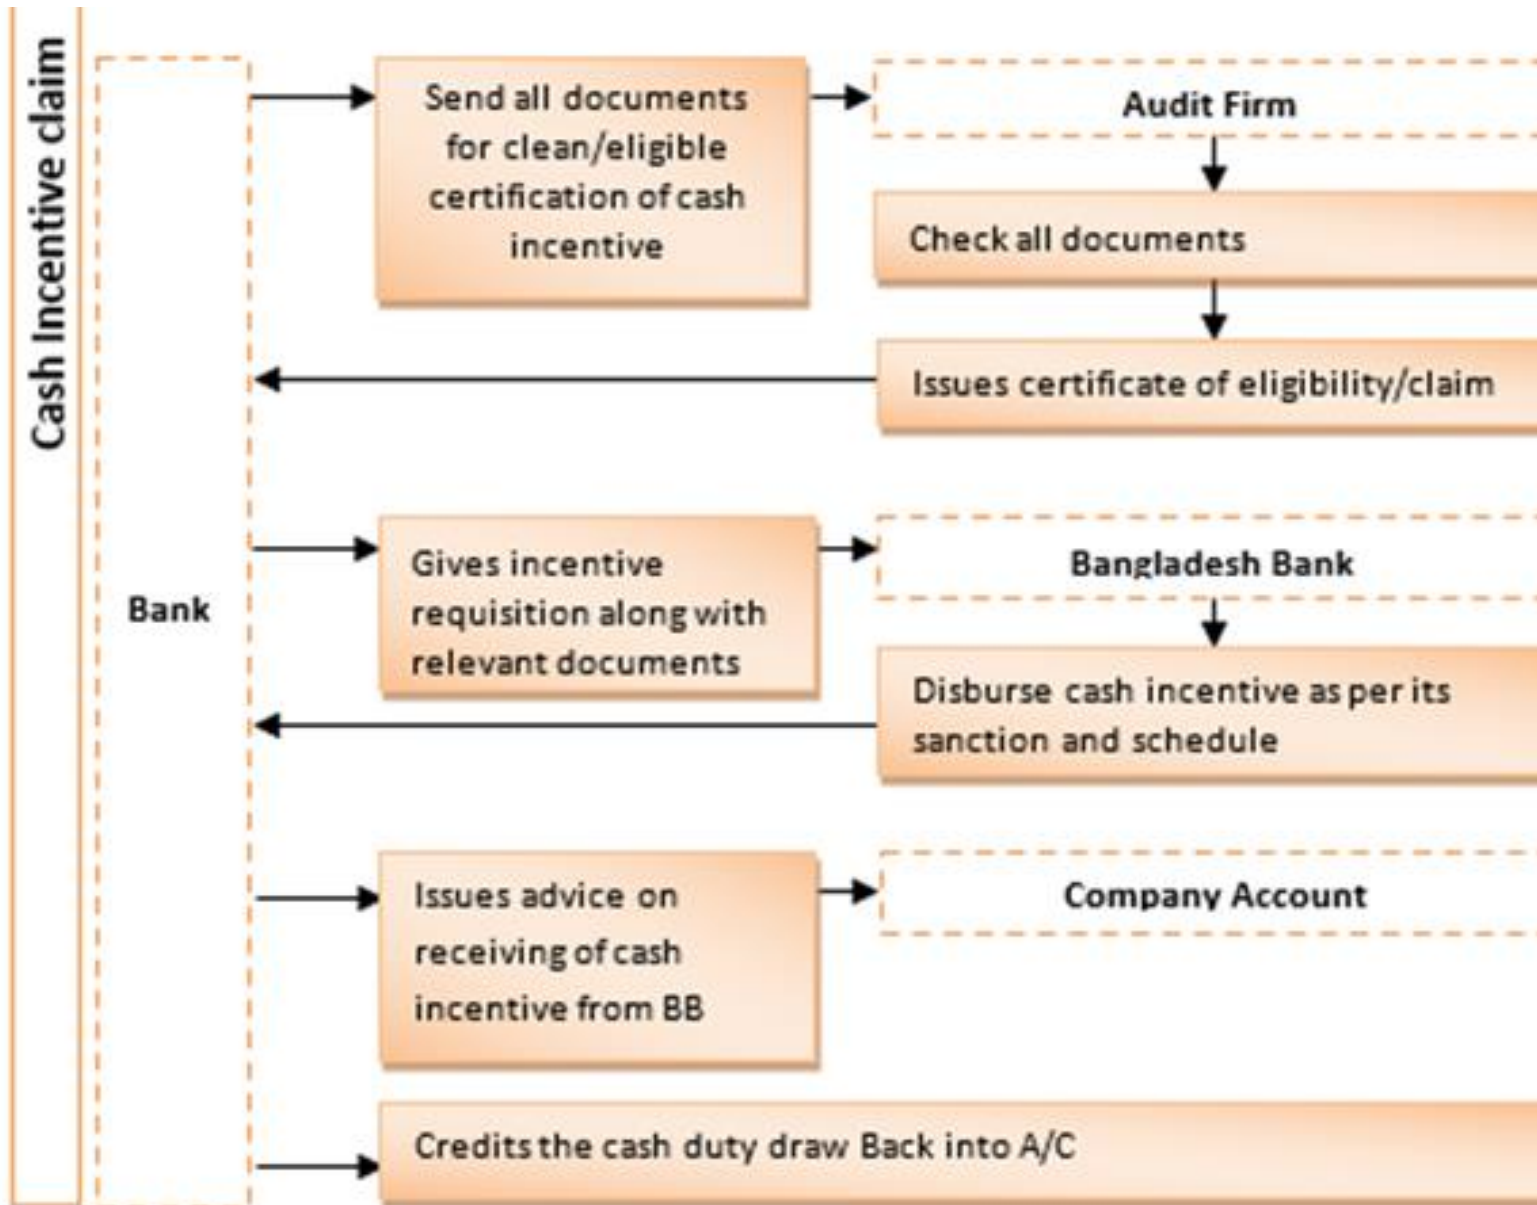 Cash Incentive claim
Bank
Send all documents
for clean/eligible
certification of cash
incentive
Audit Firm
Check all documents
Issues certificate of eligibility/claim
Gives incentive
requisition along with
relevant documents
Bangladesh Bank
Disburse cash incentive as per its
sanction and schedule
Issues advice on
receiving of cash
incentive from BB
Company Account
Credits the cash duty draw Back into A/C